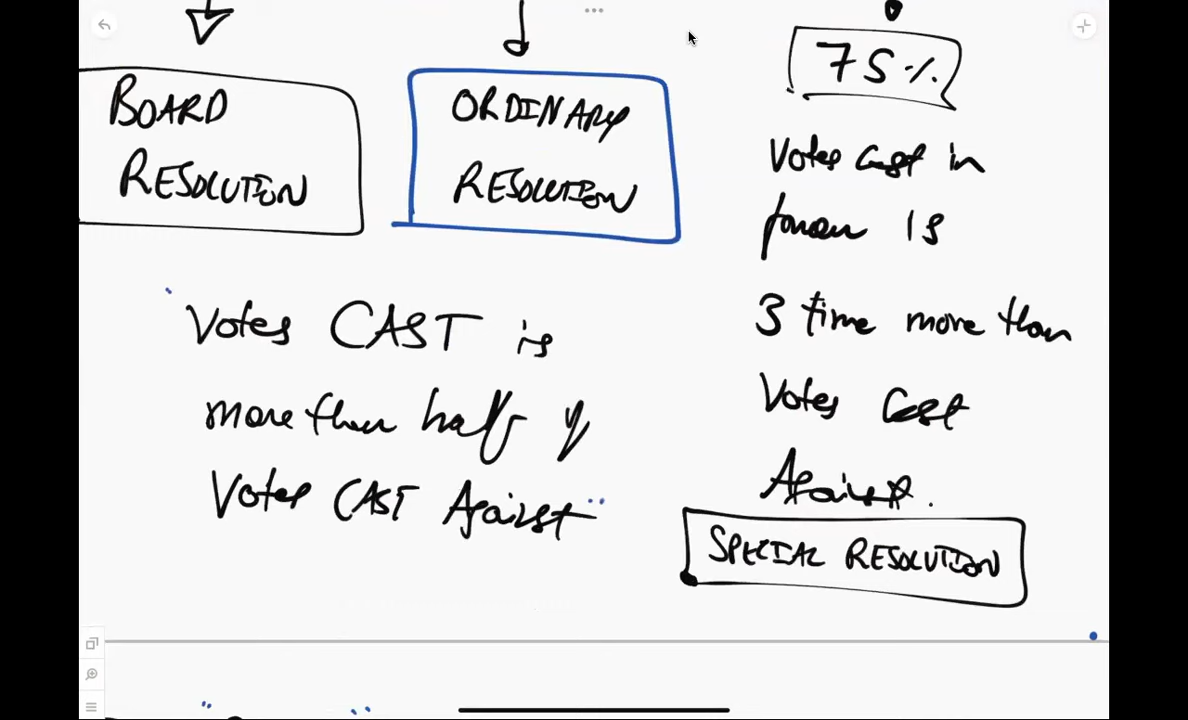 BOARD
RESOLUTION
ORDINARY
RESOLUTION
Votes CAST is
more than half of
Votes CAST Against
75%
Votes Cast in
favour is
3 time more than
Votes Cast
Against.
SPECIAL RESOLUTION